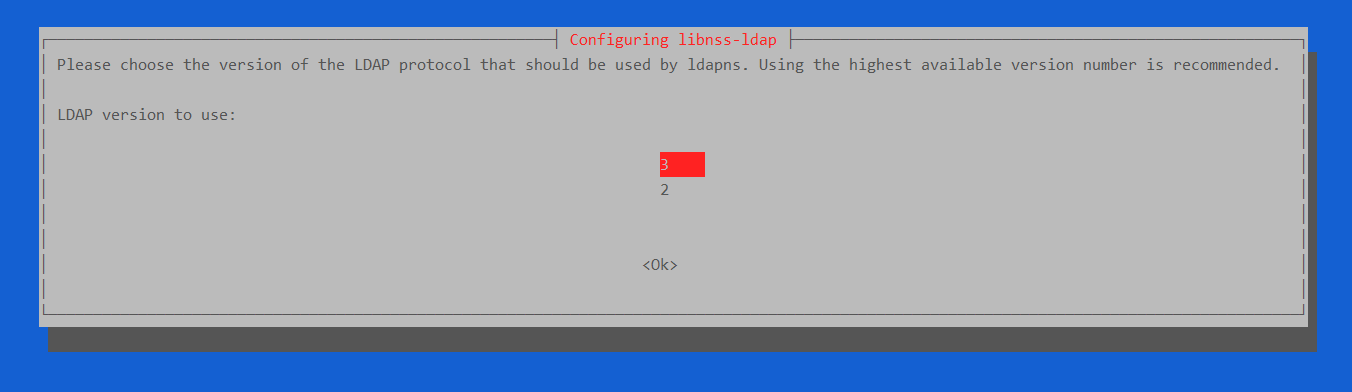 Configuring libnss-ldap
Please choose the version of the LDAP protocol that should be used by ldapns. Using the highest available version number is recommended.
LDAP version to use:
3
2
<Ok>